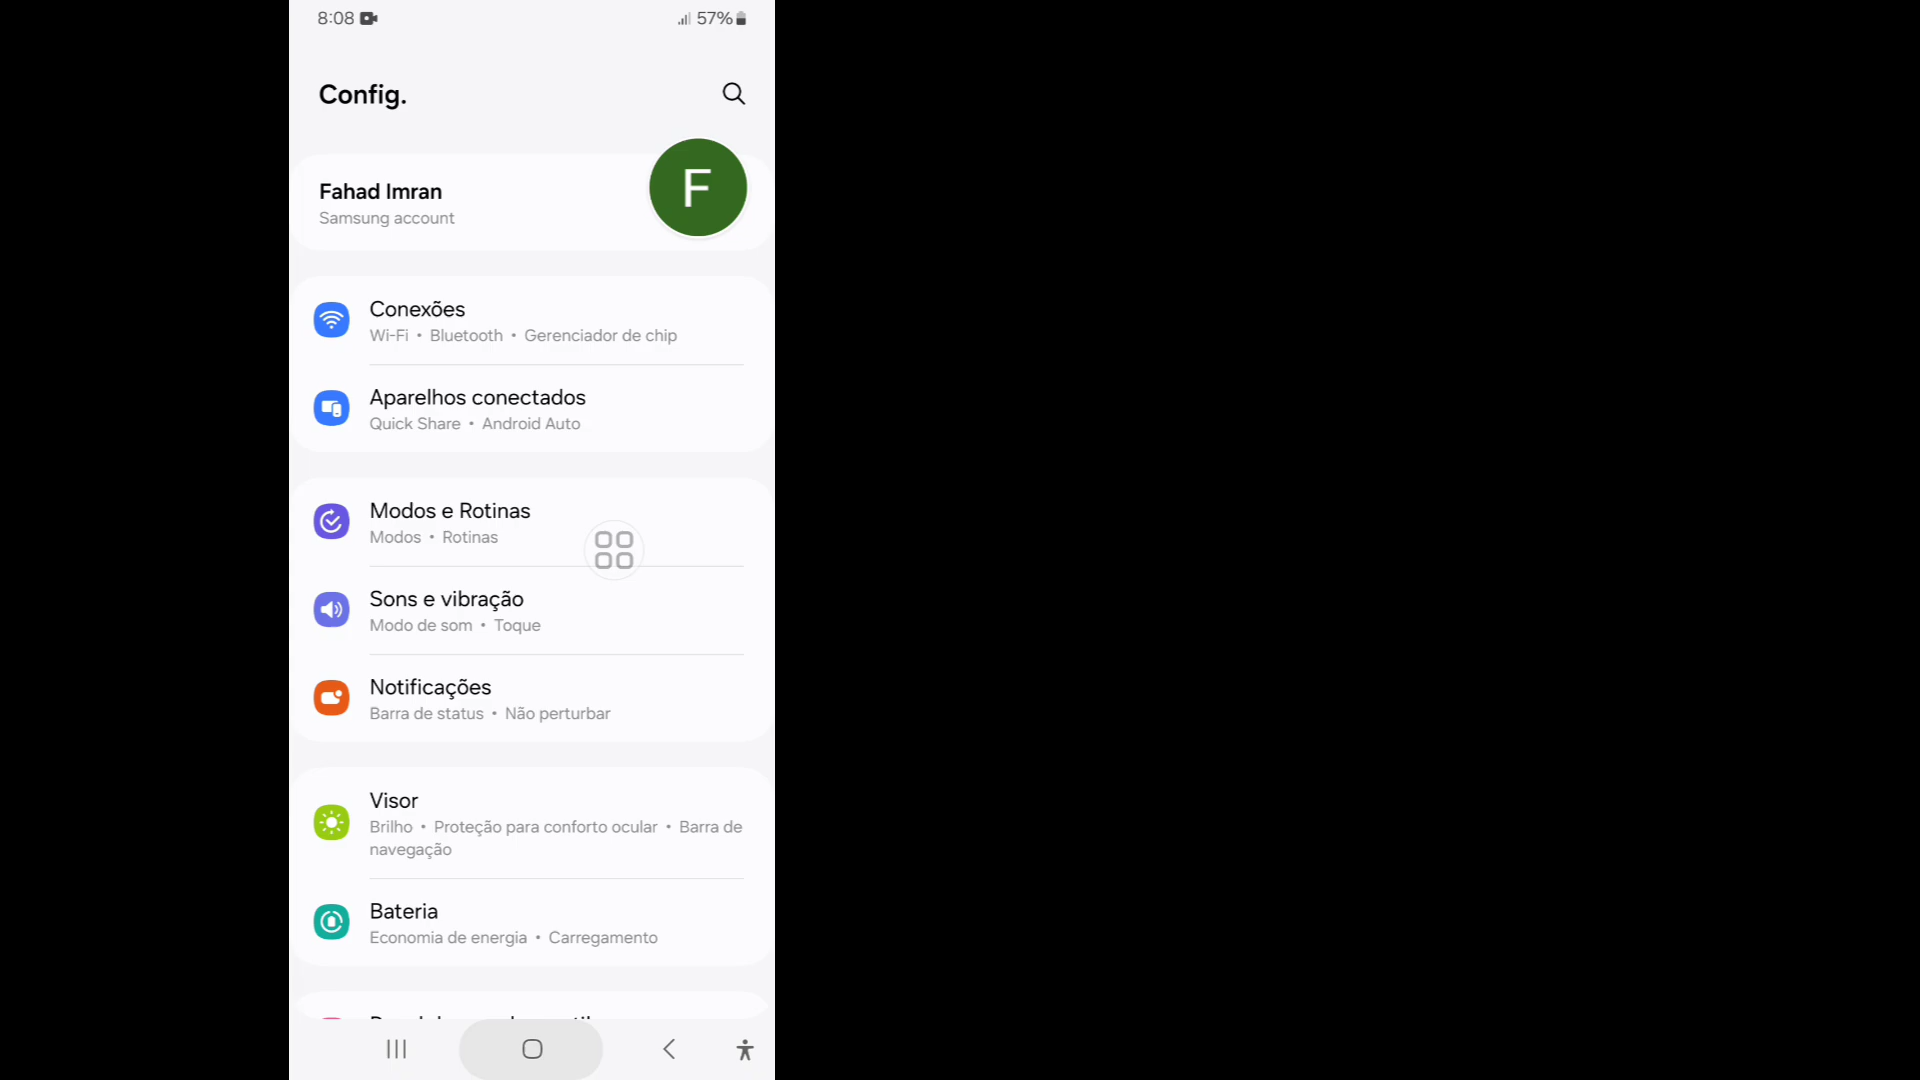 8:08
57%
Config.
Fahad Imran
Samsung account
F
Conexões
Wi-Fi • Bluetooth • Gerenciador de chip
Aparelhos conectados
Quick Share • Android Auto
Modos e Rotinas
Modos • Rotinas
Sons e vibração
Modo de som • Toque
Notificações
Barra de status • Não perturbar
Visor
Brilho • Proteção para conforto ocular • Barra de
navegação
Bateria
Economia de energia • Carregamento